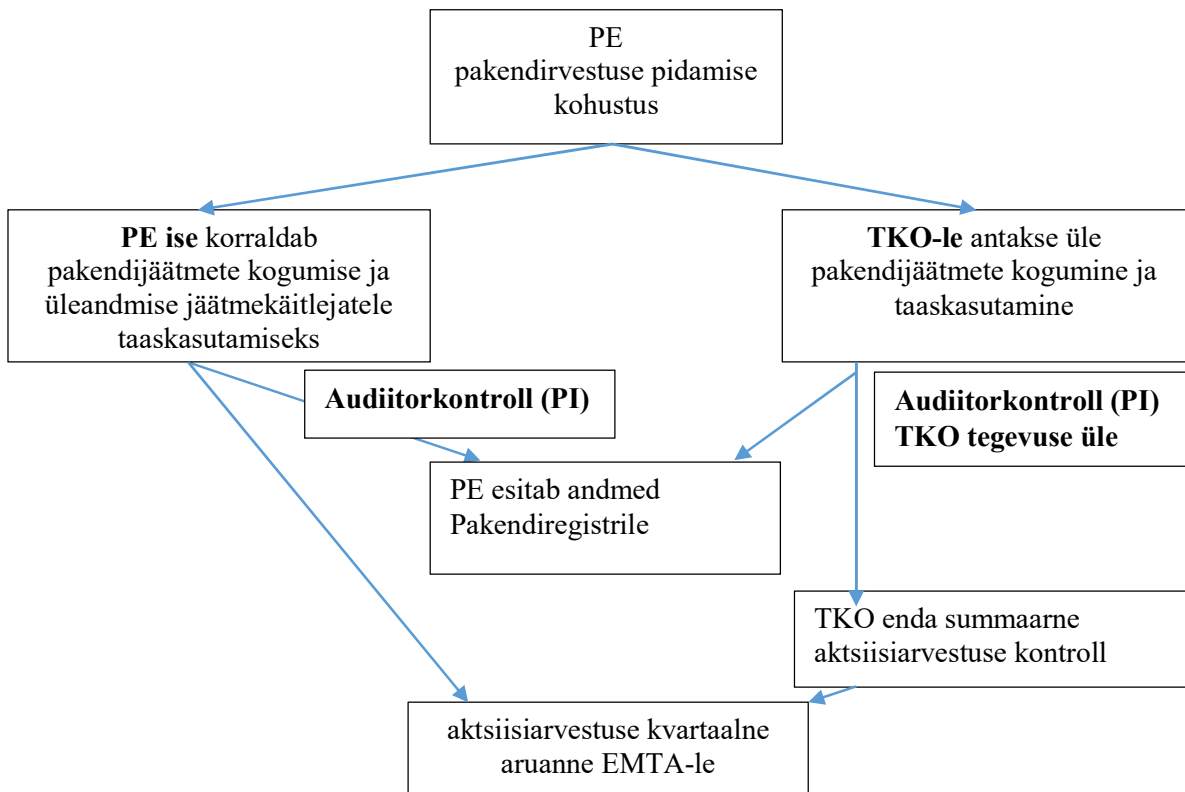 PE
pakendirvestuse pidamise
kohustus
PE ise korraldab
pakendijäätmete kogumise ja
üleandmise jäätmekäitlejatele
taaskasutamiseks
TKO-le antakse üle
pakendijäätmete kogumine ja
taaskasutamine
Audiitorkontroll (PI)
Audiitorkontroll (PI)
TKO tegevuse üle
PE esitab andmed
Pakendiregistrile
TKO enda summaarne
aktsiisiarvestuse kontroll
aktsiisiarvestuse kvartaalne
aruanne EMTA-le